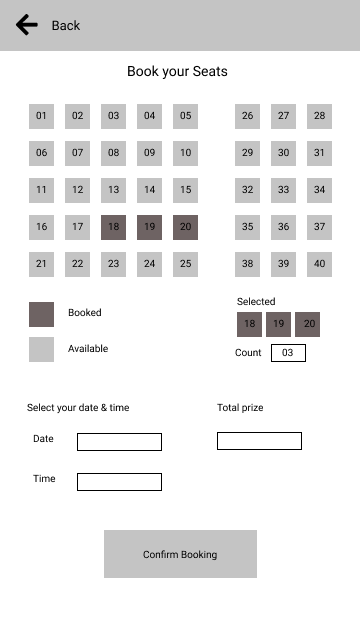 Back
Book your Seats
01 02 03 04 05 26 27 28
06 07 08 09 10 29 30 31
11 12 13 14 15 32 33 34
16 17 18 19 20 35 36 37
21 22 23 24 25 38 39 40
Booked
Available
Selected
18 19 20
Count 03
Select your date & time
Date
Time
Total prize
Confirm Booking